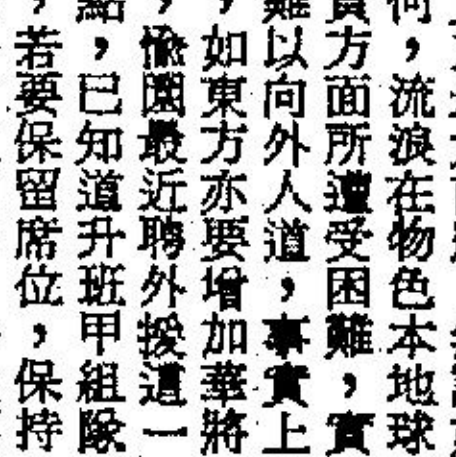 何，流浪在物色本地球
方面所遭受困難，實
難以向外人道，事實上
，如東方亦要增加華將
，愉園最近聘外援這一
點，已知道升班甲組隊
，若要保留席位，保持